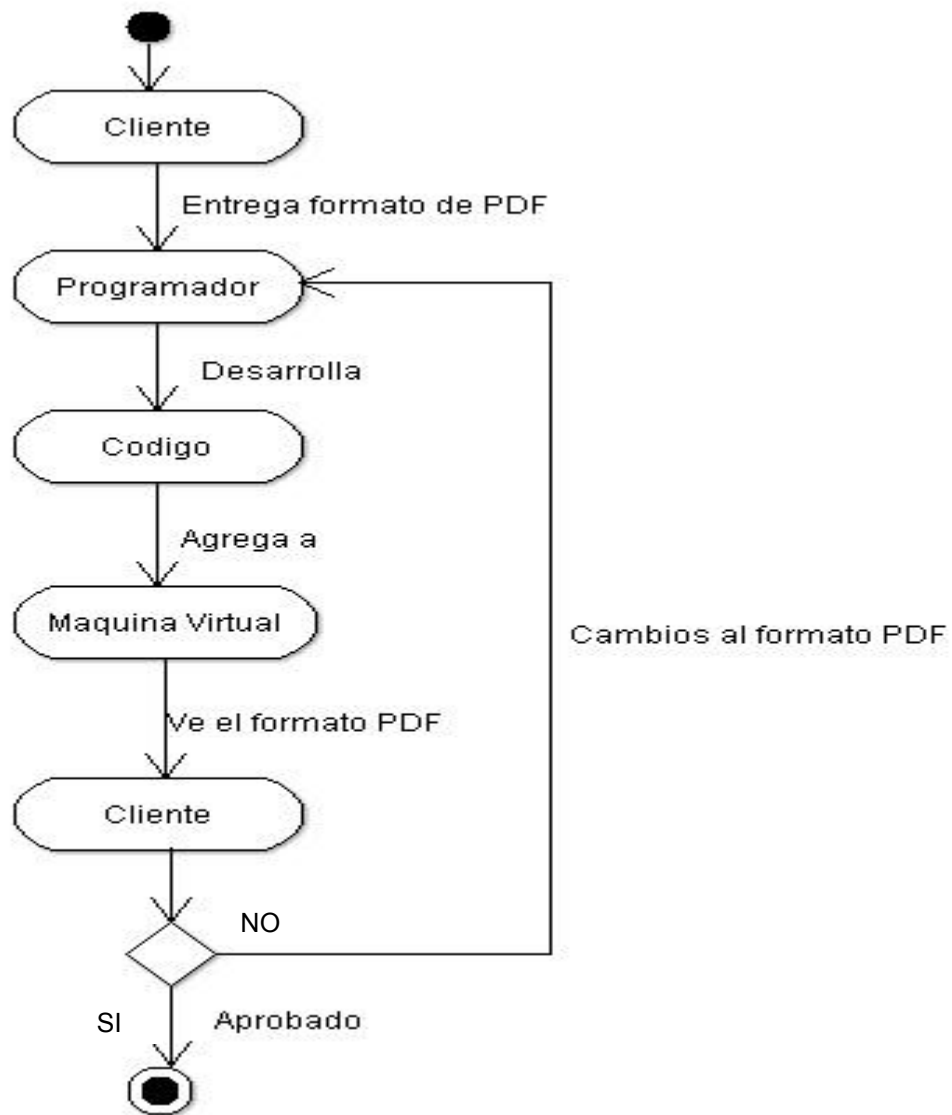 Cliente
Entrega formato de PDF
Programador
Desarrolla
Codigo
Agrega a
Maquina Virtual
Cambios al formato PDF
Ve el formato PDF
Cliente
NO
SI
Aprobado